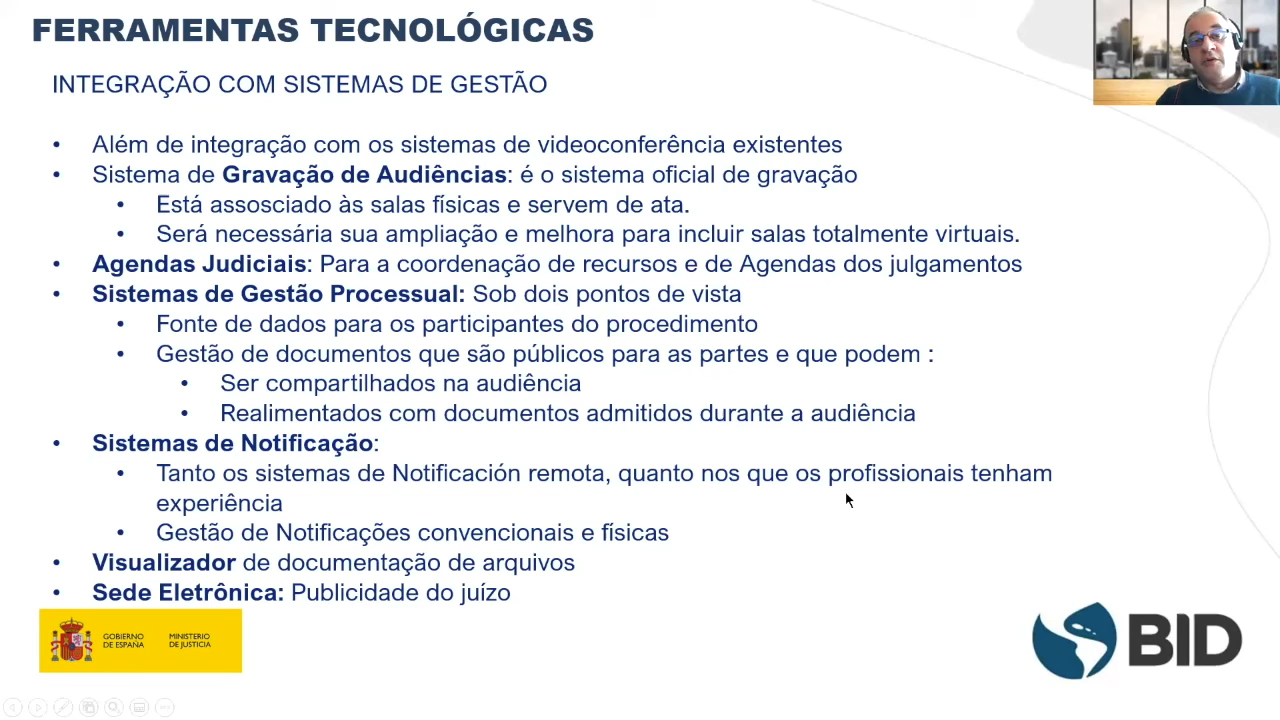 FERRAMENTAS TECNOLÓGICAS
INTEGRAÇÃO COM SISTEMAS DE GESTÃO
• Além de integração com os sistemas de videoconferência existentes
• Sistema de Gravação de Audiências: é o sistema oficial de gravação
• Está assosciado às salas físicas e servem de ata.
• Será necessária sua ampliação e melhora para incluir salas totalmente virtuais.
• Agendas Judiciais: Para a coordenação de recursos e de Agendas dos julgamentos
• Sistemas de Gestão Processual: Sob dois pontos de vista
• Fonte de dados para os participantes do procedimento
• Gestão de documentos que são públicos para as partes e que podem :
• Ser compartilhados na audiência
• Realimentados com documentos admitidos durante a audiência
• Sistemas de Notificação:
• Tanto os sistemas de Notificación remota, quanto nos que os profissionais tenham
experiência
• Gestão de Notificações convencionais e físicas
• Visualizador de documentação de arquivos
• Sede Eletrônica: Publicidade do juízo
GOBIERNO
DE ESPAÑA
MINISTERIO
DE JUSTICIA
BID